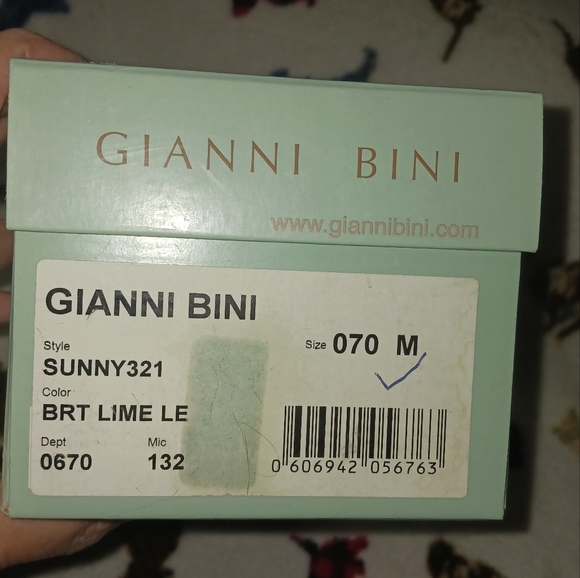 GIANNI BINI
www.giannibini.com
GIANNI BINI
Style
SUNNY321
Size 070 M
Color
BRT LIME LE
Dept Mic
0670 132
0 606942 056763